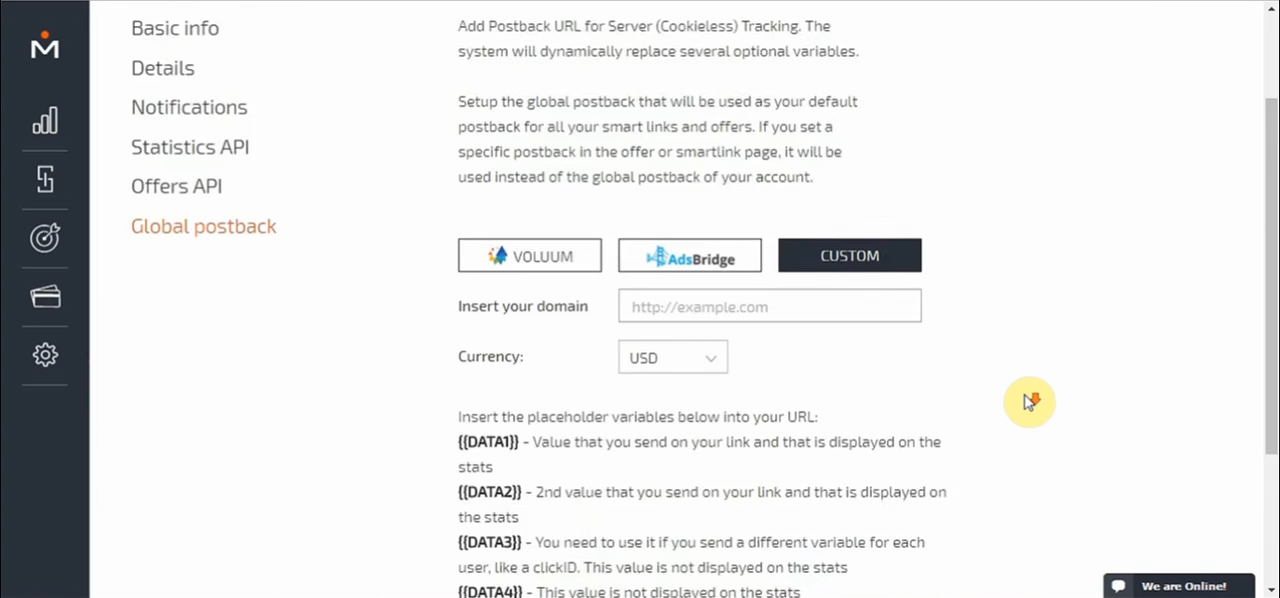 Basic info
Details
Notifications
Statistics API
Offers API
Global postback
Add Postback URL for Server (Cookieless) Tracking. The
system will dynamically replace several optional variables.
Setup the global postback that will be used as your default
postback for all your smart links and offers. If you set a
specific postback in the offer or smartlink page, it will be
used instead of the global postback of your account.
VOLUUM
AdsBridge
CUSTOM
Insert your domain
http://example.com
Currency:
USD
Insert the placeholder variables below into your URL:
{{DATA1}} - Value that you send on your link and that is displayed on the
stats
{{DATA2}} - 2nd value that you send on your link and that is displayed on
the stats
{{DATA3}} - You need to use it if you send a different variable for each
user, like a clickID. This value is not displayed on the stats
{{DATA4}} - This value is not displayed on the stats
We are Online!